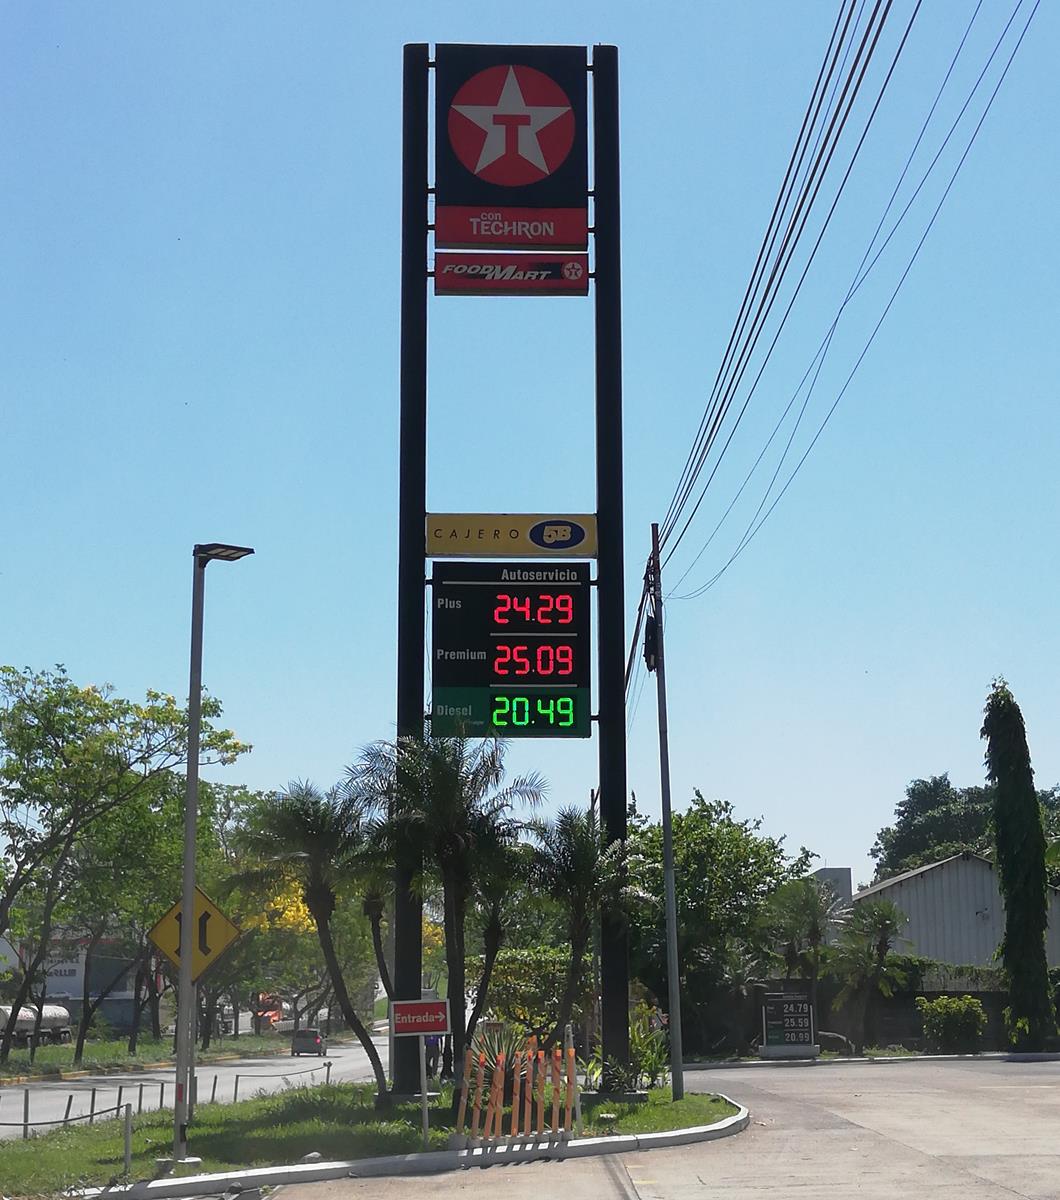 T
con
TECHRON
FOOD MART
CAJERO 5B
Autoservicio
Plus 24.29
Premium 25.09
Diesel 20.49
Entrada
24.79
25.59
20.99